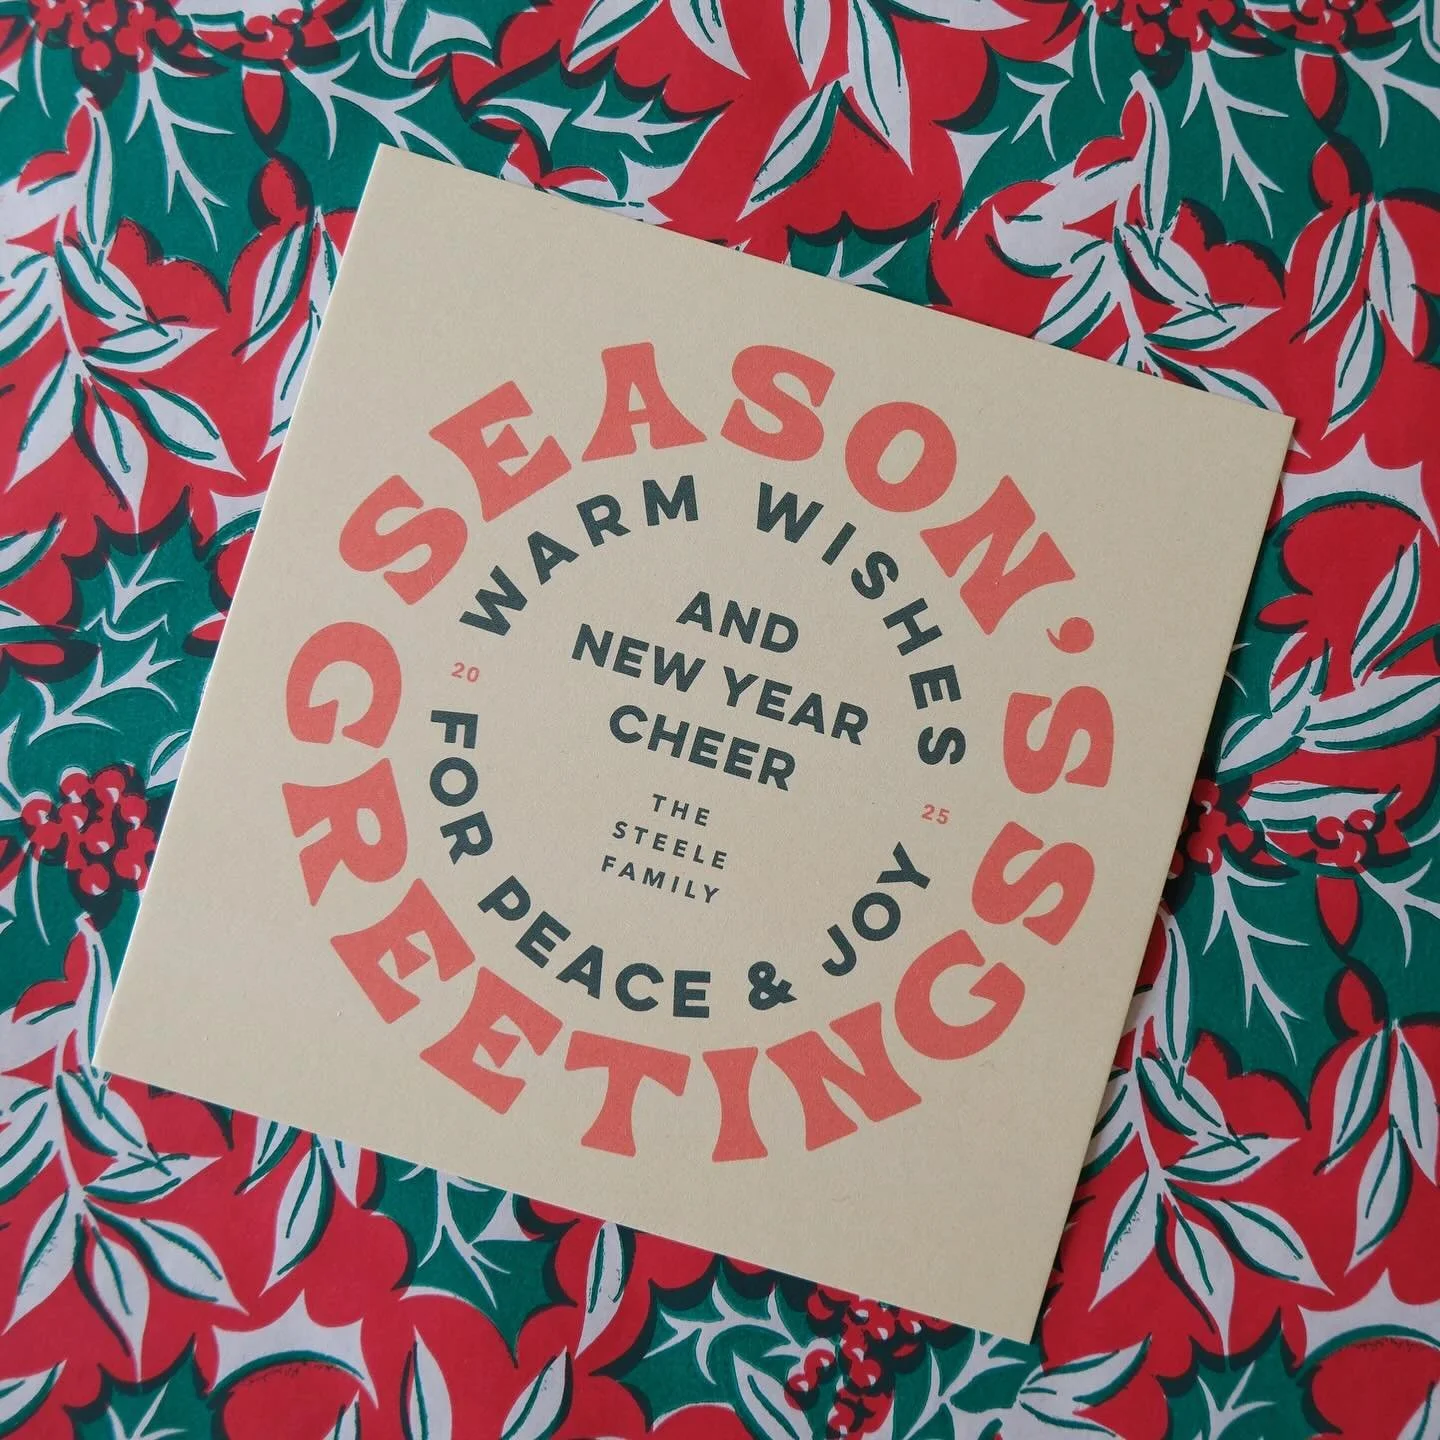 SEASON'S
GREETINGS
WARM WISHES
20
25
FOR PEACE & JOY
AND
NEW YEAR
CHEER
THE
STEELE
FAMILY